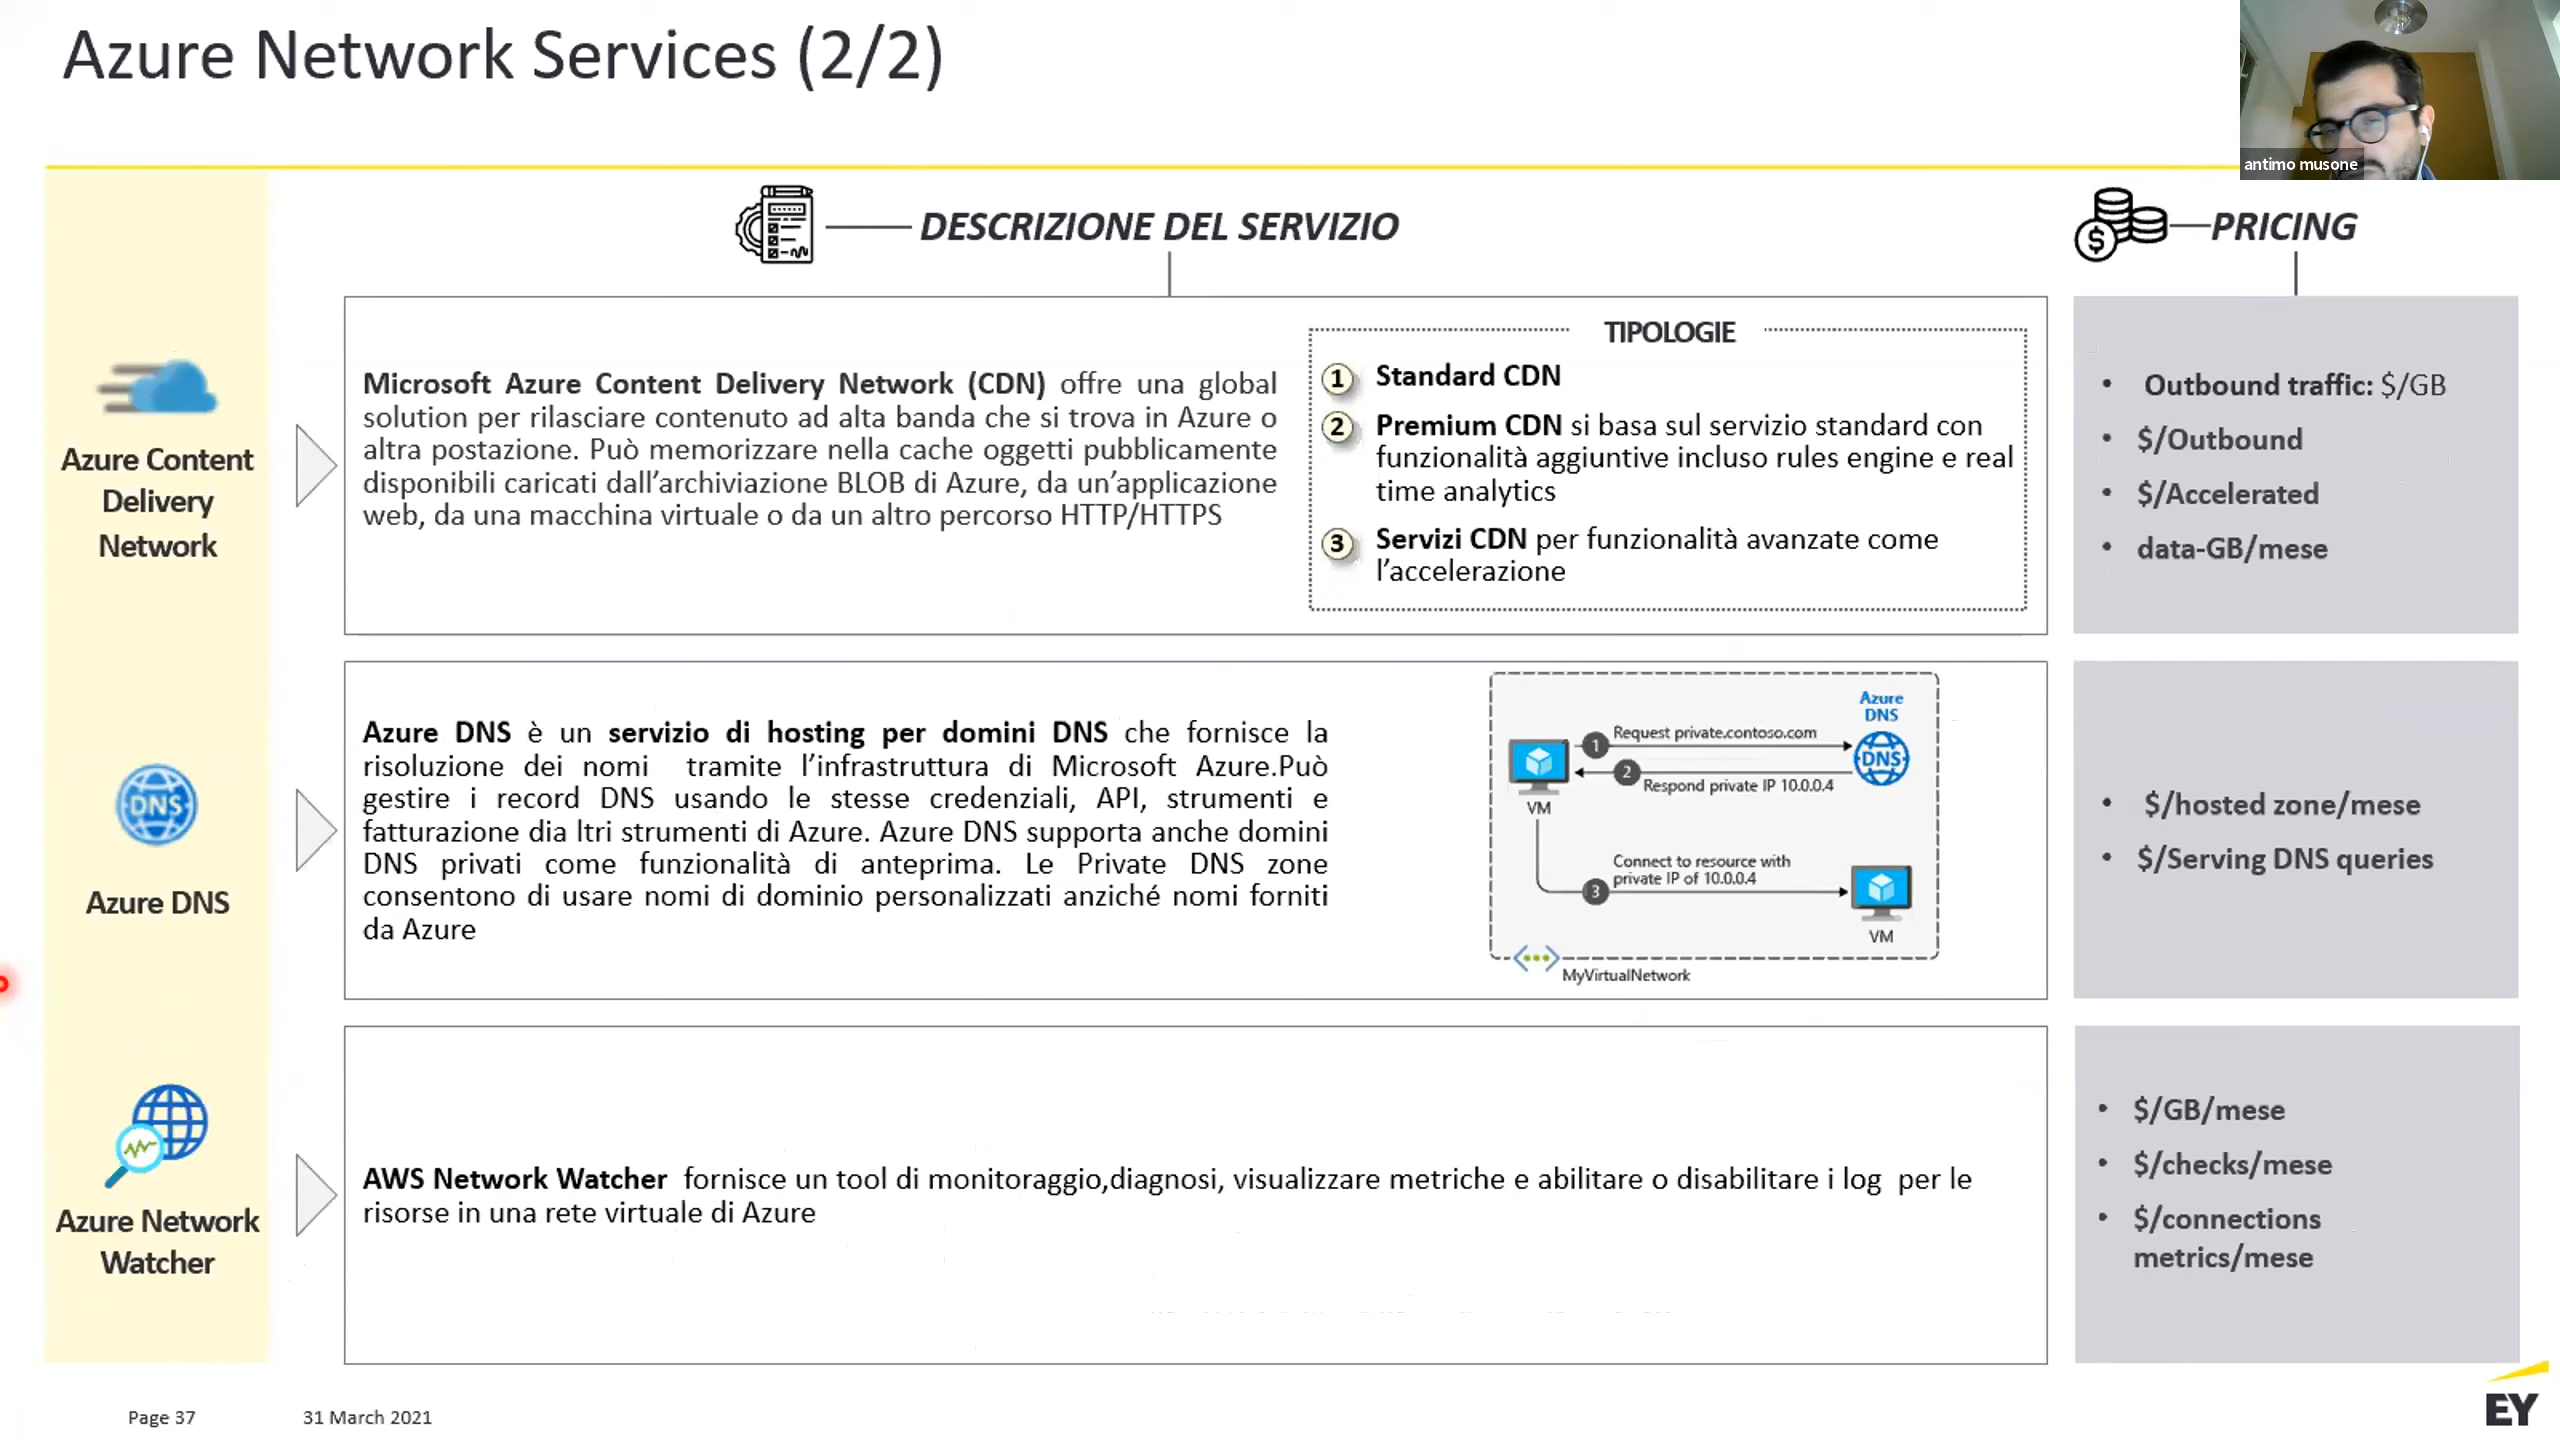 Azure Network Services (2/2)
antimo musone
DESCRIZIONE DEL SERVIZIO
PRICING
Azure Content
Delivery
Network
Microsoft Azure Content Delivery Network (CDN) offre una global
solution per rilasciare contenuto ad alta banda che si trova in Azure o
altra postazione. Può memorizzare nella cache oggetti pubblicamente
disponibili caricati dall’archiviazione BLOB di Azure, da un’applicazione
web, da una macchina virtuale o da un altro percorso HTTP/HTTPS
TIPOLOGIE
1 Standard CDN
2 Premium CDN si basa sul servizio standard con
funzionalità aggiuntive incluso rules engine e real
time analytics
3 Servizi CDN per funzionalità avanzate come
l’accelerazione
• Outbound traffic: $/GB
• $/Outbound
• $/Accelerated
• data-GB/mese
DNS
Azure DNS
Azure DNS è un servizio di hosting per domini DNS che fornisce la
risoluzione dei nomi tramite l’infrastruttura di Microsoft Azure.Può
gestire i record DNS usando le stesse credenziali, API, strumenti e
fatturazione dia ltri strumenti di Azure. Azure DNS supporta anche domini
DNS privati come funzionalità di anteprima. Le Private DNS zone
consentono di usare nomi di dominio personalizzati anziché nomi forniti
da Azure
Azure
DNS
Request private.contoso.com
1
DNS
2
Respond private IP 10.0.0.4
VM
Connect to resource with
private IP of 10.0.0.4
3
VM
MyVirtualNetwork
• $/hosted zone/mese
• $/Serving DNS queries
Azure Network
Watcher
AWS Network Watcher fornisce un tool di monitoraggio,diagnosi, visualizzare metriche e abilitare o disabilitare i log per le
risorse in una rete virtuale di Azure
• $/GB/mese
• $/checks/mese
• $/connections
metrics/mese
Page 37
31 March 2021
EY